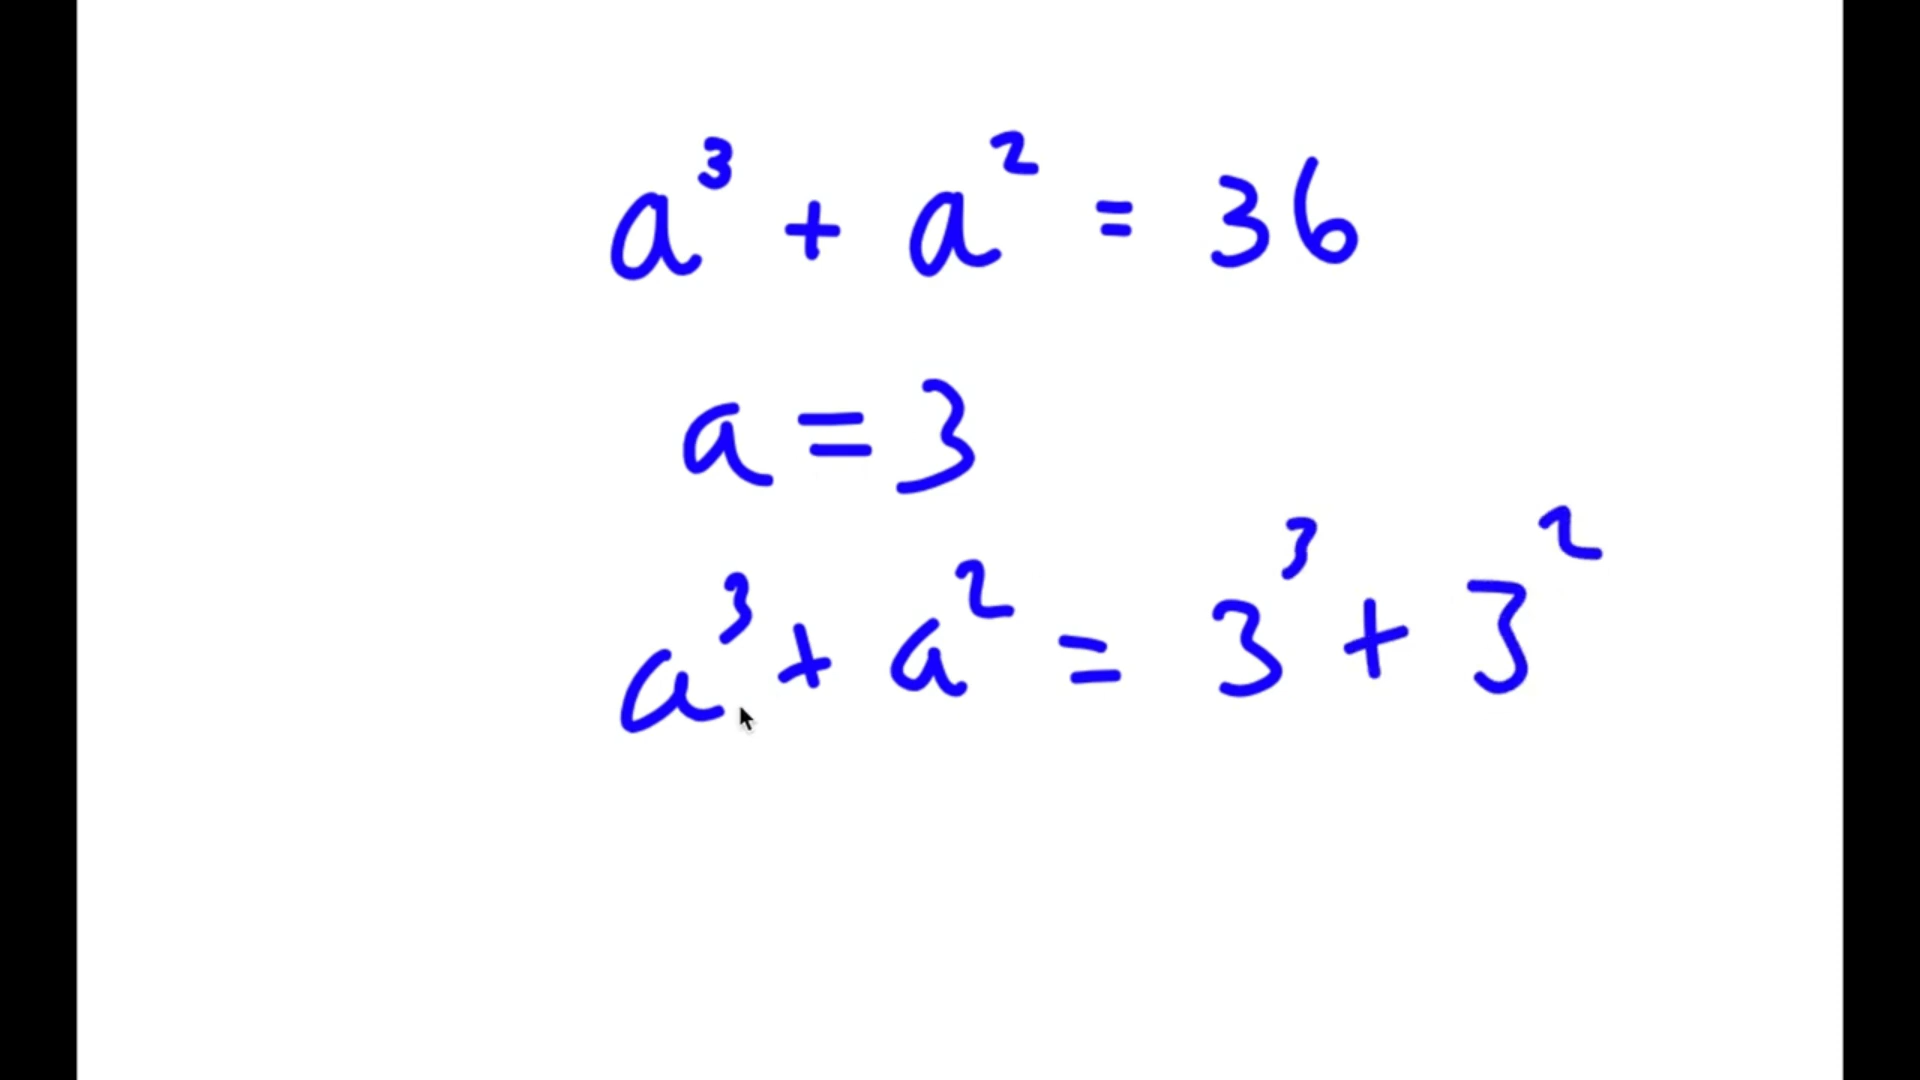 a³ + a² = 36
a = 3
a³ + a² = 3³ + 3²